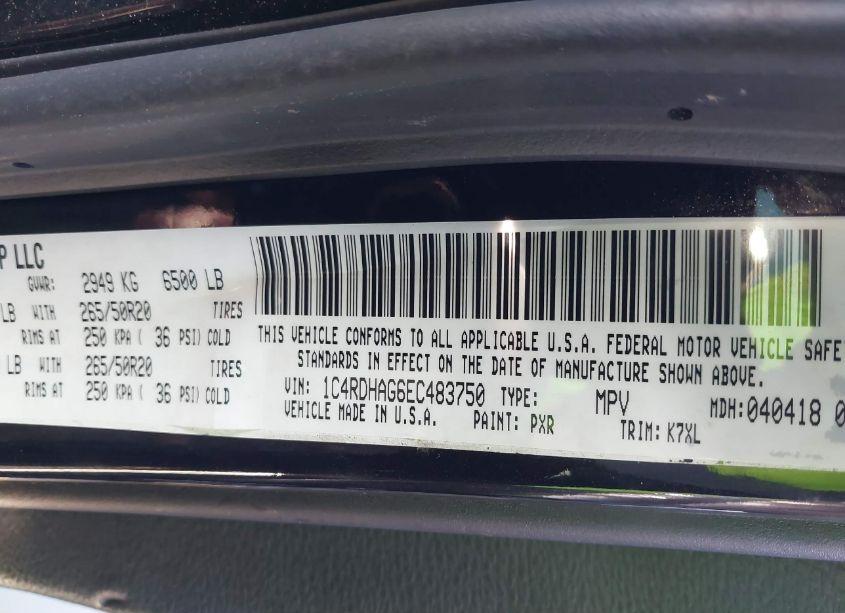 P LLC
GVWR: 2949 KG 6500 LB
LB WITH 265/50R20 TIRES
RIMS AT 250 KPA ( 36 PSI) COLD
LB WITH 265/50R20 TIRES
RIMS AT 250 KPA ( 36 PSI) COLD
THIS VEHICLE CONFORMS TO ALL APPLICABLE U.S.A. FEDERAL MOTOR VEHICLE SAFE
STANDARDS IN EFFECT ON THE DATE OF MANUFACTURE SHOWN ABOVE.
VIN: 1C4RDHAG6EC483750 TYPE: MPV MDH:040418 0
VEHICLE MADE IN U.S.A. PAINT: PXR TRIM: K7XL